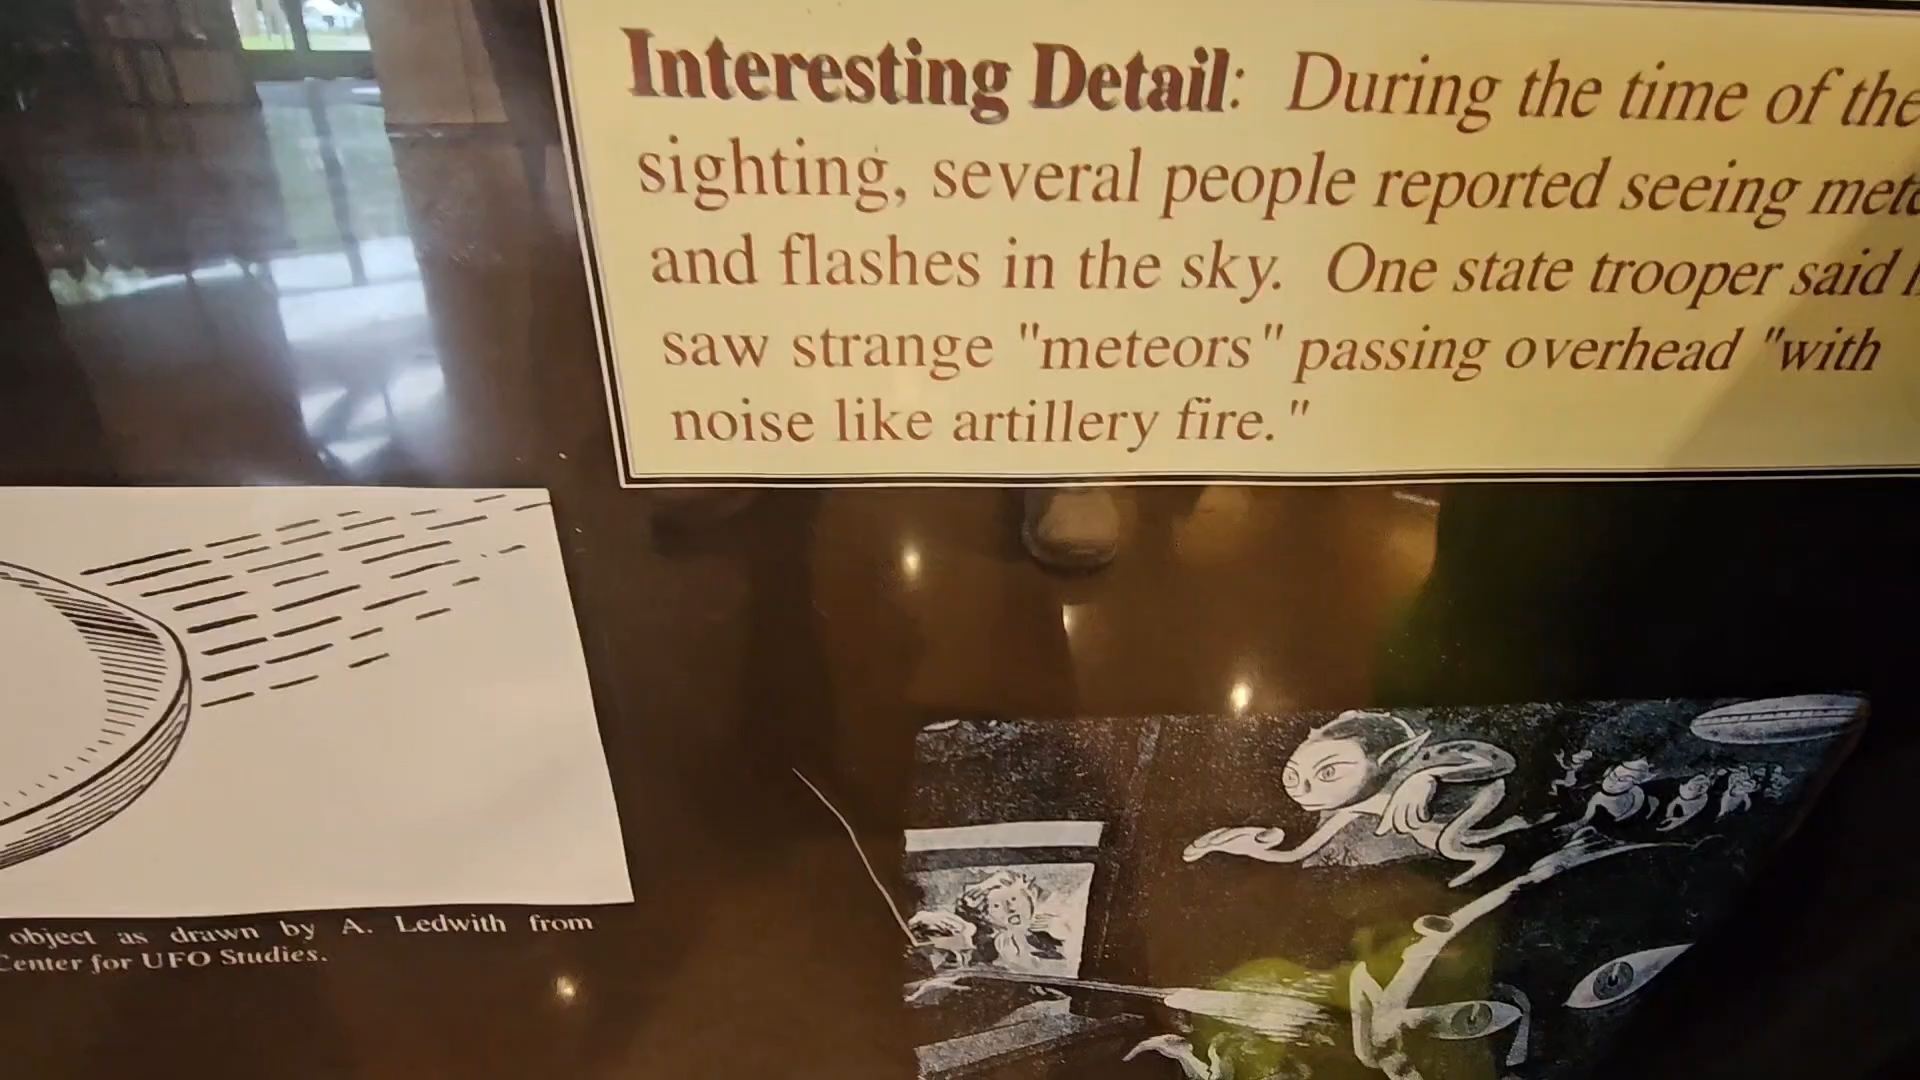 Interesting Detail: During the time of the
sighting, several people reported seeing
and flashes in the sky. One state trooper said
saw strange "meteors" passing overhead "with
noise like artillery fire."
object as drawn by A. Ledwith from
Center for UFO Studies.